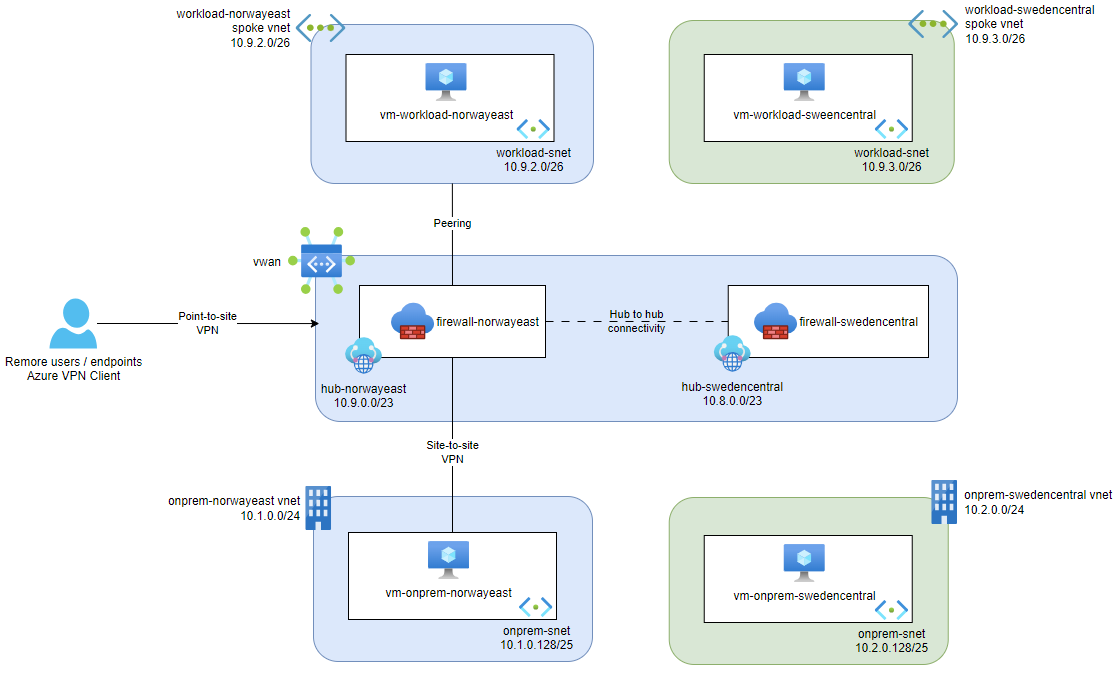 workload-norwayeast
spoke vnet
10.9.2.0/26
workload-swedencentral
spoke vnet
10.9.3.0/26
vm-workload-norwayeast
workload-snet
10.9.2.0/26
vm-workload-sweencentral
workload-snet
10.9.3.0/26
Peering
vwan
Point-to-site
VPN
Remore users / endpoints
Azure VPN Client
firewall-norwayeast
Hub to hub
connectivity
firewall-swedencentral
hub-norwayeast
10.9.0.0/23
hub-swedencentral
10.8.0.0/23
Site-to-site
VPN
onprem-norwayeast vnet
10.1.0.0/24
onprem-swedencentral vnet
10.2.0.0/24
vm-onprem-norwayeast
onprem-snet
10.1.0.128/25
vm-onprem-swedencentral
onprem-snet
10.2.0.128/25